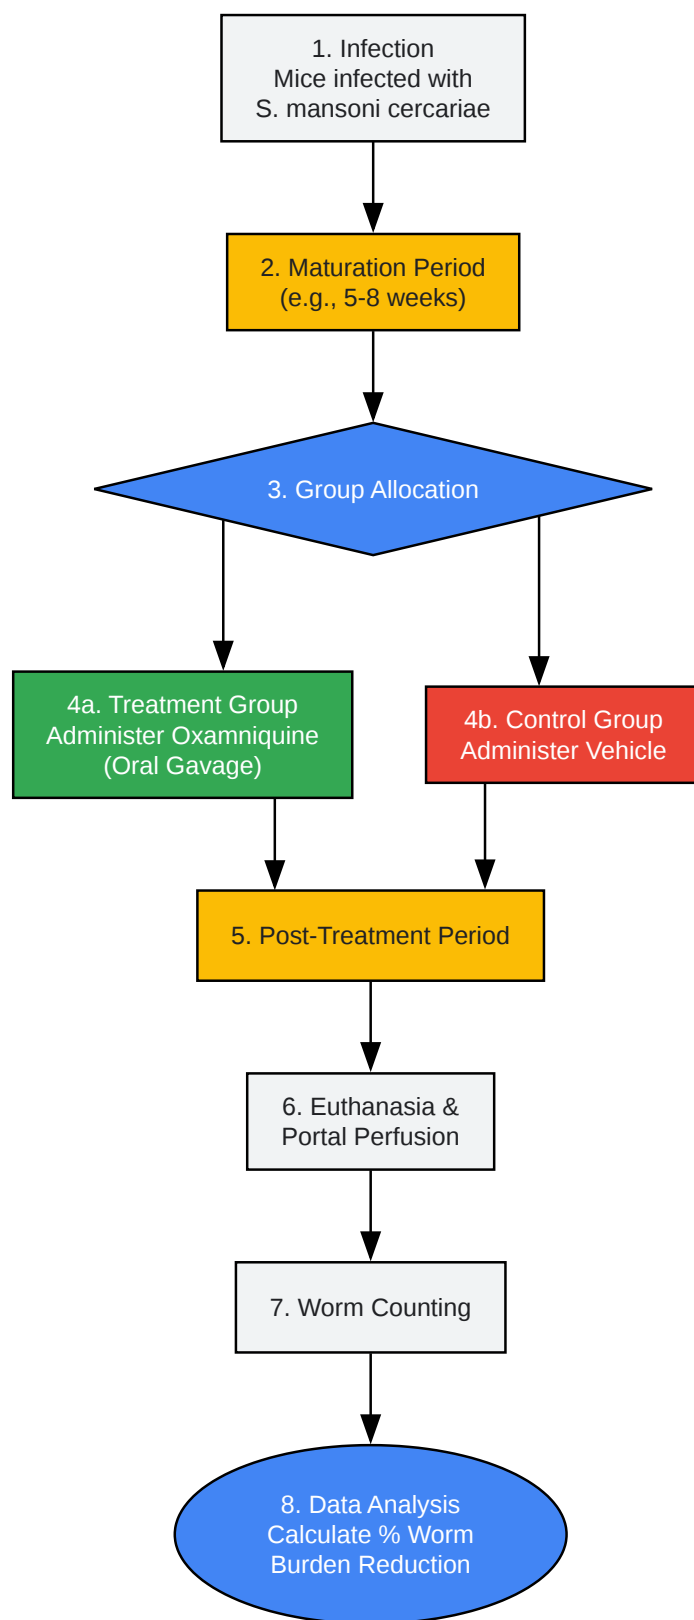 1. Infection
Mice infected with
S. mansoni cercariae
2. Maturation Period
(e.g., 5-8 weeks)
3. Group Allocation
4a. Treatment Group
Administer Oxamniquine
(Oral Gavage)
4b. Control Group
Administer Vehicle
5. Post-Treatment Period
6. Euthanasia &
Portal Perfusion
7. Worm Counting
8. Data Analysis
Calculate % Worm
Burden Reduction